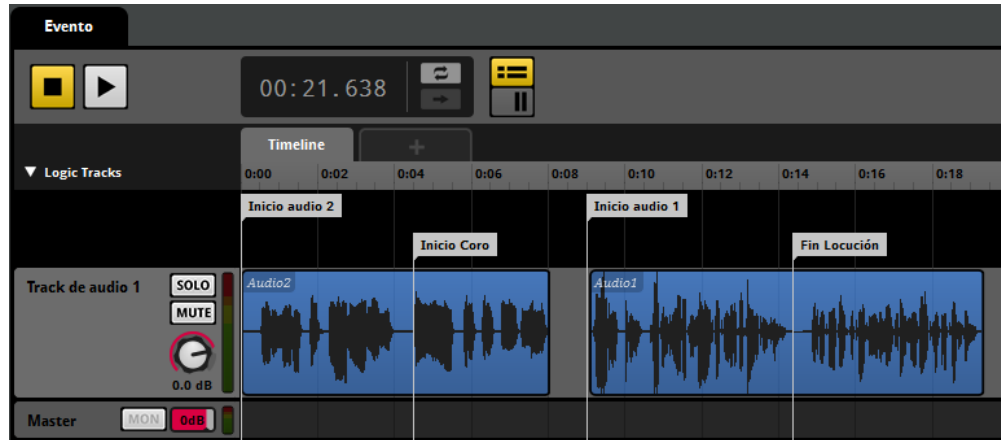 Evento
00:21.638
Timeline
+
Logic Tracks
0:00 0:02 0:04 0:06 0:08 0:10 0:12 0:14 0:16 0:18
Inicio audio 2 Inicio audio 1
Inicio Coro Fin Locución
Track de audio 1
SOLO
MUTE
0.0 dB
Audio2 Audio1
Master MON 0dB